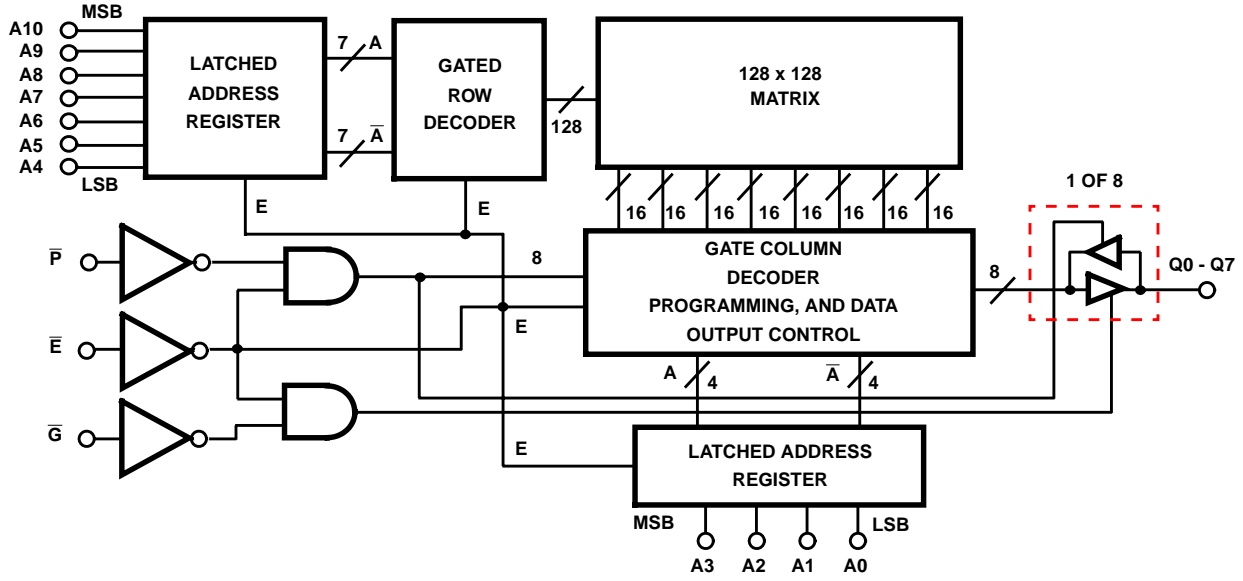 MSB
A10
A9
A8
A7
A6
A5
A4
LSB
LATCHED
ADDRESS
REGISTER
7 A
7 A̅
GATED
ROW
DECODER
128
128 x 128
MATRIX
E
E
16 16 16 16 16 16 16 16
1 OF 8
P̅
E̅
G̅
8
E
GATE COLUMN
DECODER
PROGRAMMING, AND DATA
OUTPUT CONTROL
8
Q0 - Q7
A 4
A̅ 4
E
LATCHED ADDRESS
REGISTER
MSB
LSB
A3 A2 A1 A0